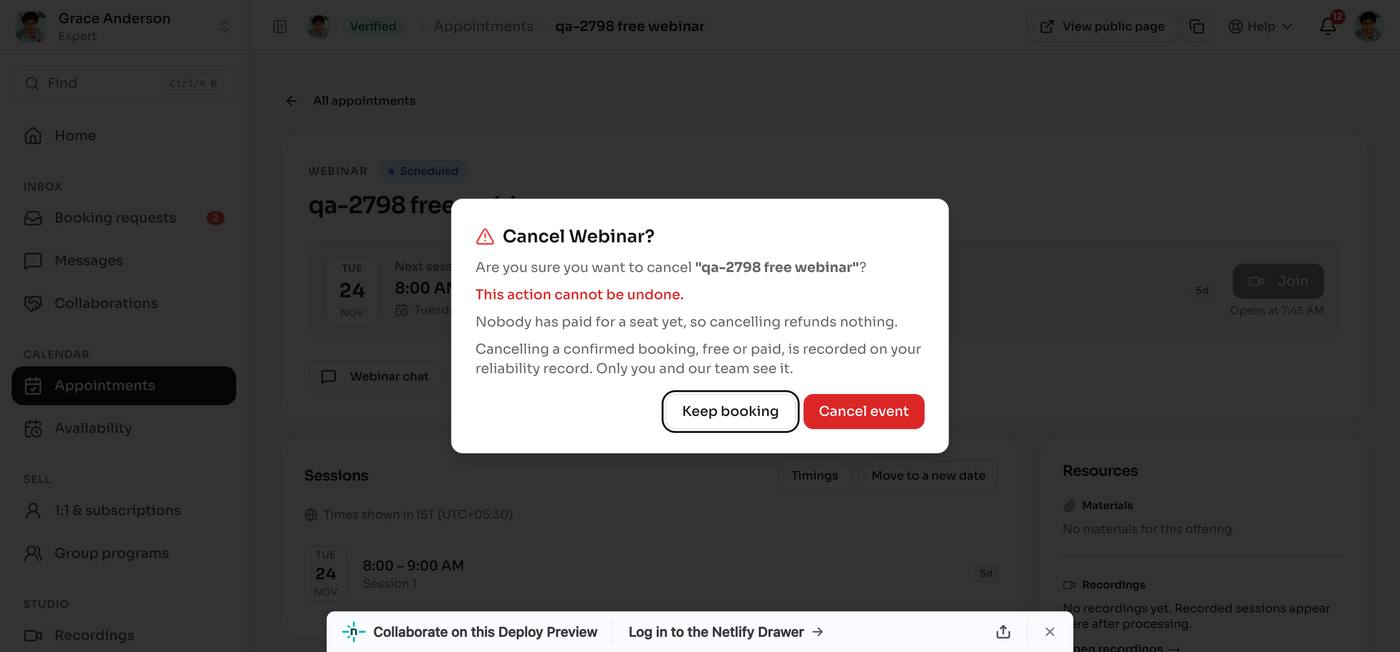 Grace Anderson
Expert
Verified
Appointments
qa-2798 free webinar
View public page
Help
12
Find
Ctrl/⌘ K
Home
INBOX
Booking requests
2
Messages
Collaborations
CALENDAR
Appointments
Availability
SELL
1:1 & subscriptions
Group programs
STUDIO
Recordings
All appointments
WEBINAR
Scheduled
qa-2798 free
TUE
24
NOV
Next
8:00
5d
Join
Opens at 7:45 AM
Webinar chat
Cancel Webinar?
Are you sure you want to cancel "qa-2798 free webinar"?
This action cannot be undone.
Nobody has paid for a seat yet, so cancelling refunds nothing.
Cancelling a confirmed booking, free or paid, is recorded on your
reliability record. Only you and our team see it.
Keep booking
Cancel event
Sessions
Timings
Move to a new date
Times shown in IST (UTC+05:30)
TUE
24
NOV
8:00 – 9:00 AM
Session 1
5d
Resources
Materials
No materials for this offering.
Recordings
No recordings yet. Recorded sessions appear
after processing.
recordings →
Collaborate on this Deploy Preview
Log in to the Netlify Drawer →